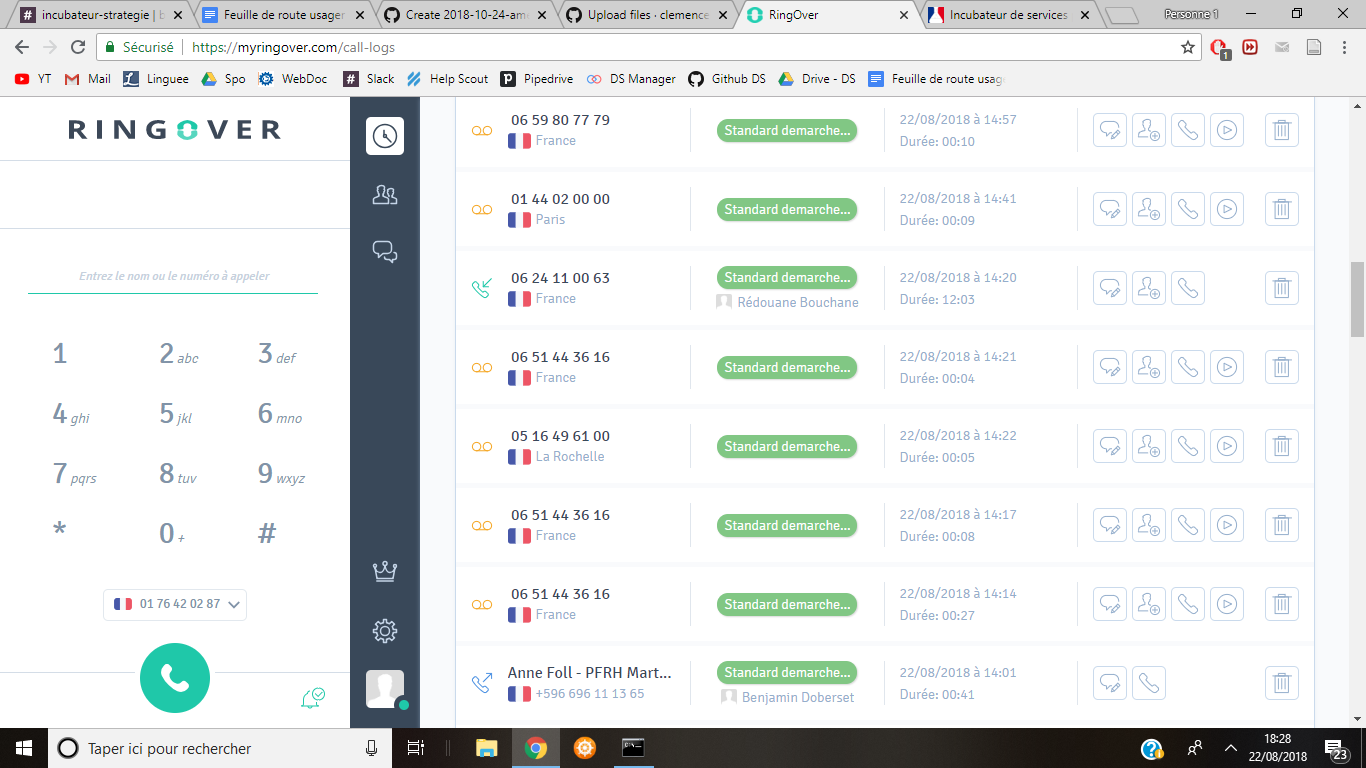 incubateur-strategie | b
Feuille de route usager
Create 2018-10-24-ame
Upload files · clemence
RingOver
Incubateur de services
Personne 1
Sécurisé
https://myringover.com/call-logs
1
YT
Mail
Linguee
Spo
WebDoc
Slack
Help Scout
Pipedrive
DS Manager
Github DS
Drive - DS
Feuille de route usag
RINGOVER
Entrez le nom ou le numéro à appeler
1
2 abc
3 def
4 ghi
5 jkl
6 mno
7 pqrs
8 tuv
9 wxyz
*
0 +
#
01 76 42 02 87
06 59 80 77 79
France
Standard demarche...
22/08/2018 à 14:57
Durée: 00:10
01 44 02 00 00
Paris
Standard demarche...
22/08/2018 à 14:41
Durée: 00:09
06 24 11 00 63
France
Standard demarche...
Rédouane Bouchane
22/08/2018 à 14:20
Durée: 12:03
06 51 44 36 16
France
Standard demarche...
22/08/2018 à 14:21
Durée: 00:04
05 16 49 61 00
La Rochelle
Standard demarche...
22/08/2018 à 14:22
Durée: 00:05
06 51 44 36 16
France
Standard demarche...
22/08/2018 à 14:17
Durée: 00:08
06 51 44 36 16
France
Standard demarche...
22/08/2018 à 14:14
Durée: 00:27
Anne Foll - PFRH Mart...
+596 696 11 13 65
Standard demarche...
Benjamin Doberset
22/08/2018 à 14:01
Durée: 00:41
Taper ici pour rechercher
18:28
22/08/2018
23